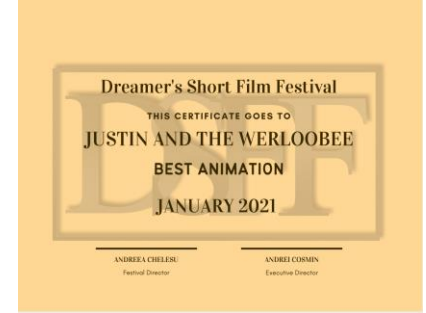 Dreamer's Short Film Festival
THIS CERTIFICATE GOES TO
JUSTIN AND THE WERLOOBEE
BEST ANIMATION
JANUARY 2021
DSFF
ANDREEA CHELESU ANDREI COSMIN
Festival Director Executive Director